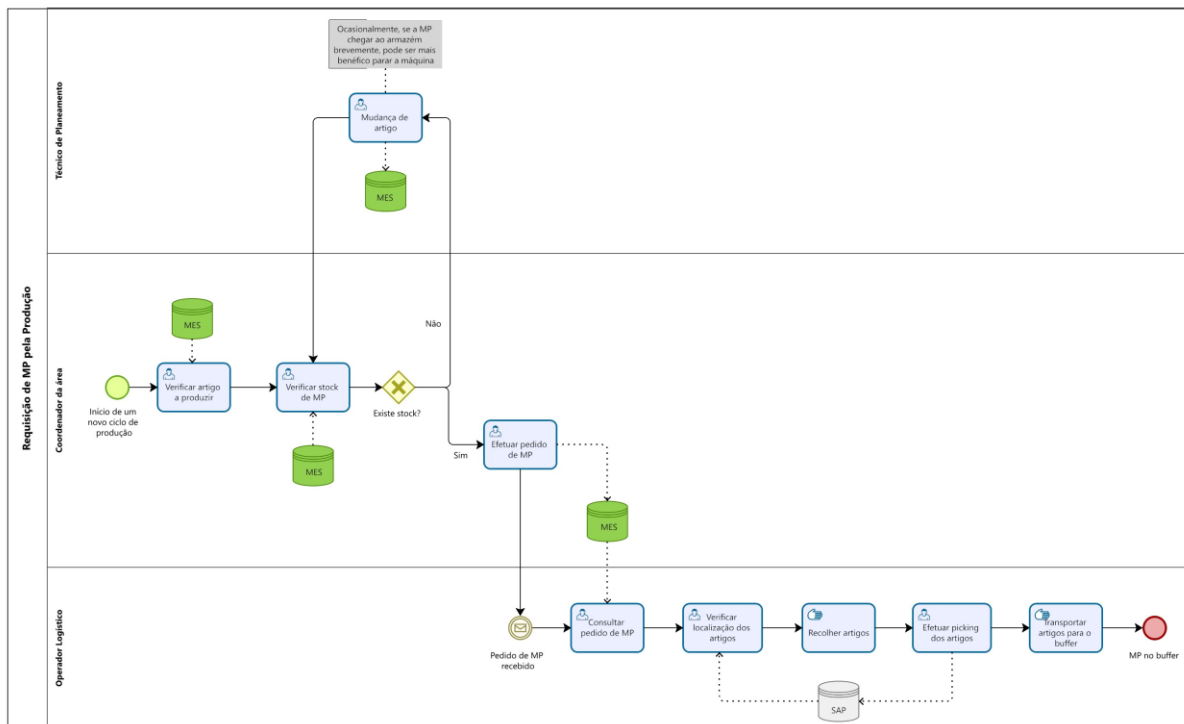 Requisição de MP pela Produção
Técnico de Planeamento
Ocasionalmente, se a MP
chegar ao armazém
brevemente, pode ser mais
benéfico parar a máquina
Mudança de
artigo
MES
Coordenador da área
Não
MES
Início de um
novo ciclo de
produção
Verificar artigo
a produzir
Verificar stock
de MP
MES
Existe stock?
Sim
Efetuar pedido
de MP
MES
Operador Logístico
Pedido de MP
recebido
Consultar
pedido de MP
Verificar
localização dos
artigos
Recolher artigos
Efetuar picking
dos artigos
Transportar
artigos para o
buffer
MP no buffer
SAP